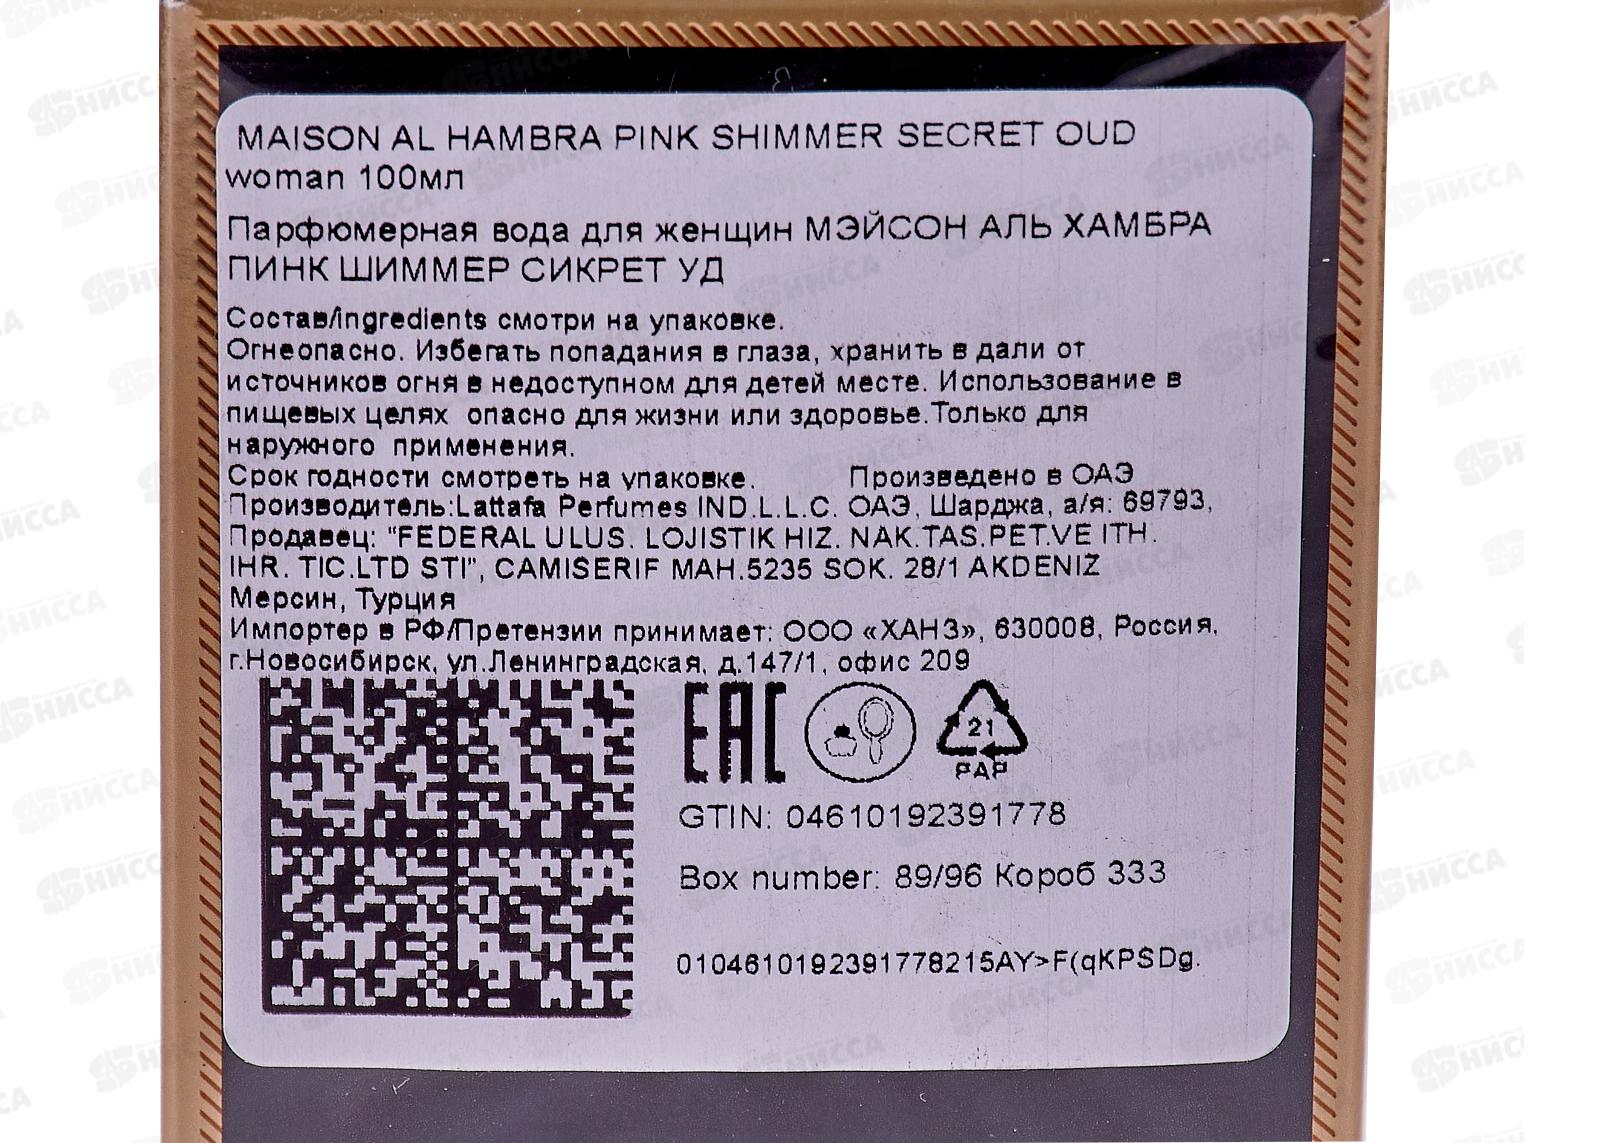 MAISON AL HAMBRA PINK SHIMMER SECRET OUD
woman 100мл
Парфюмерная вода для женщин МЭЙСОН АЛЬ ХАМБРА
ПИНК ШИММЕР СИКРЕТ УД
Состав/ingredients смотри на упаковке.
Огнеопасно. Избегать попадания в глаза, хранить в дали от
источников огня в недоступном для детей месте. Использование в
пищевых целях опасно для жизни или здоровье.Только для
наружного применения.
Срок годности смотреть на упаковке. Произведено в ОАЭ
Производитель:Lattafa Perfumes IND.L.L.C. ОАЭ, Шарджа, а/я: 69793,
Продавец: "FEDERAL ULUS. LOJISTIK HIZ. NAK.TAS.PET.VE ITH.
IHR. TIC.LTD STI", CAMISERIF MAH.5235 SOK. 28/1 AKDENIZ
Мерсин, Турция
Импортер в РФ/Претензии принимает: ООО «ХАНЗ», 630008, Россия,
г.Новосибирск, ул.Ленинградская, д.147/1, офис 209
EAC
21
PAP
GTIN: 04610192391778
Box number: 89/96 Короб 333
0104610192391778215AY>F(qKPSDg.
НИССА